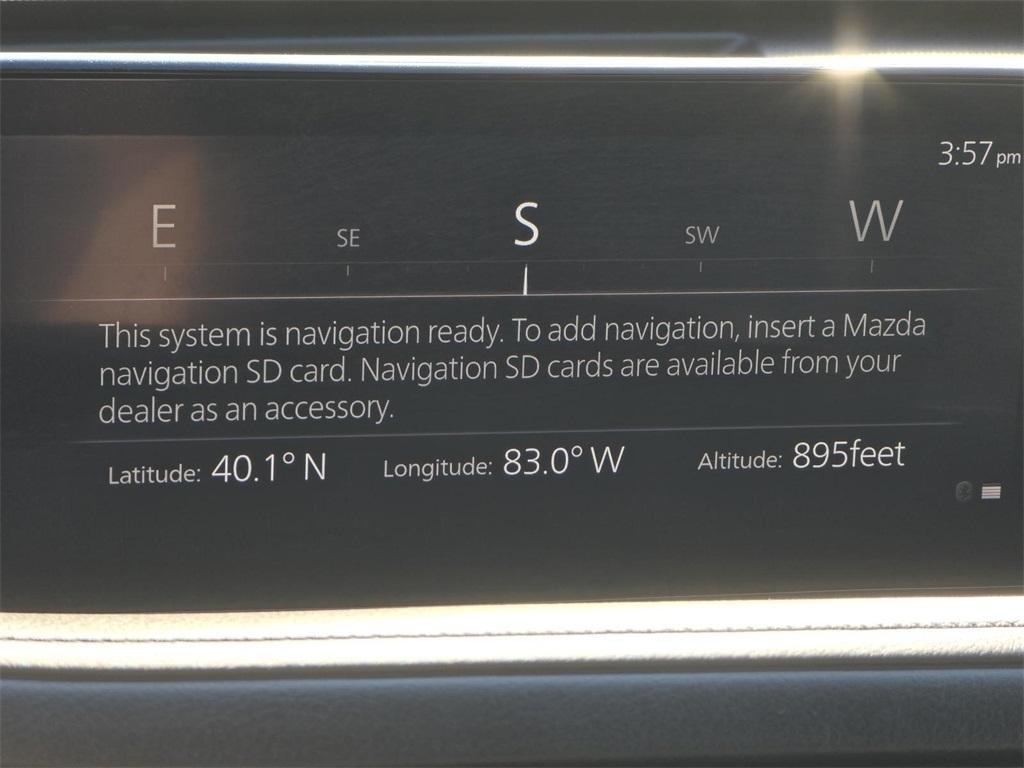 3:57 pm
E SE S SW W
This system is navigation ready. To add navigation, insert a Mazda
navigation SD card. Navigation SD cards are available from your
dealer as an accessory.
Latitude: 40.1° N Longitude: 83.0° W Altitude: 895feet